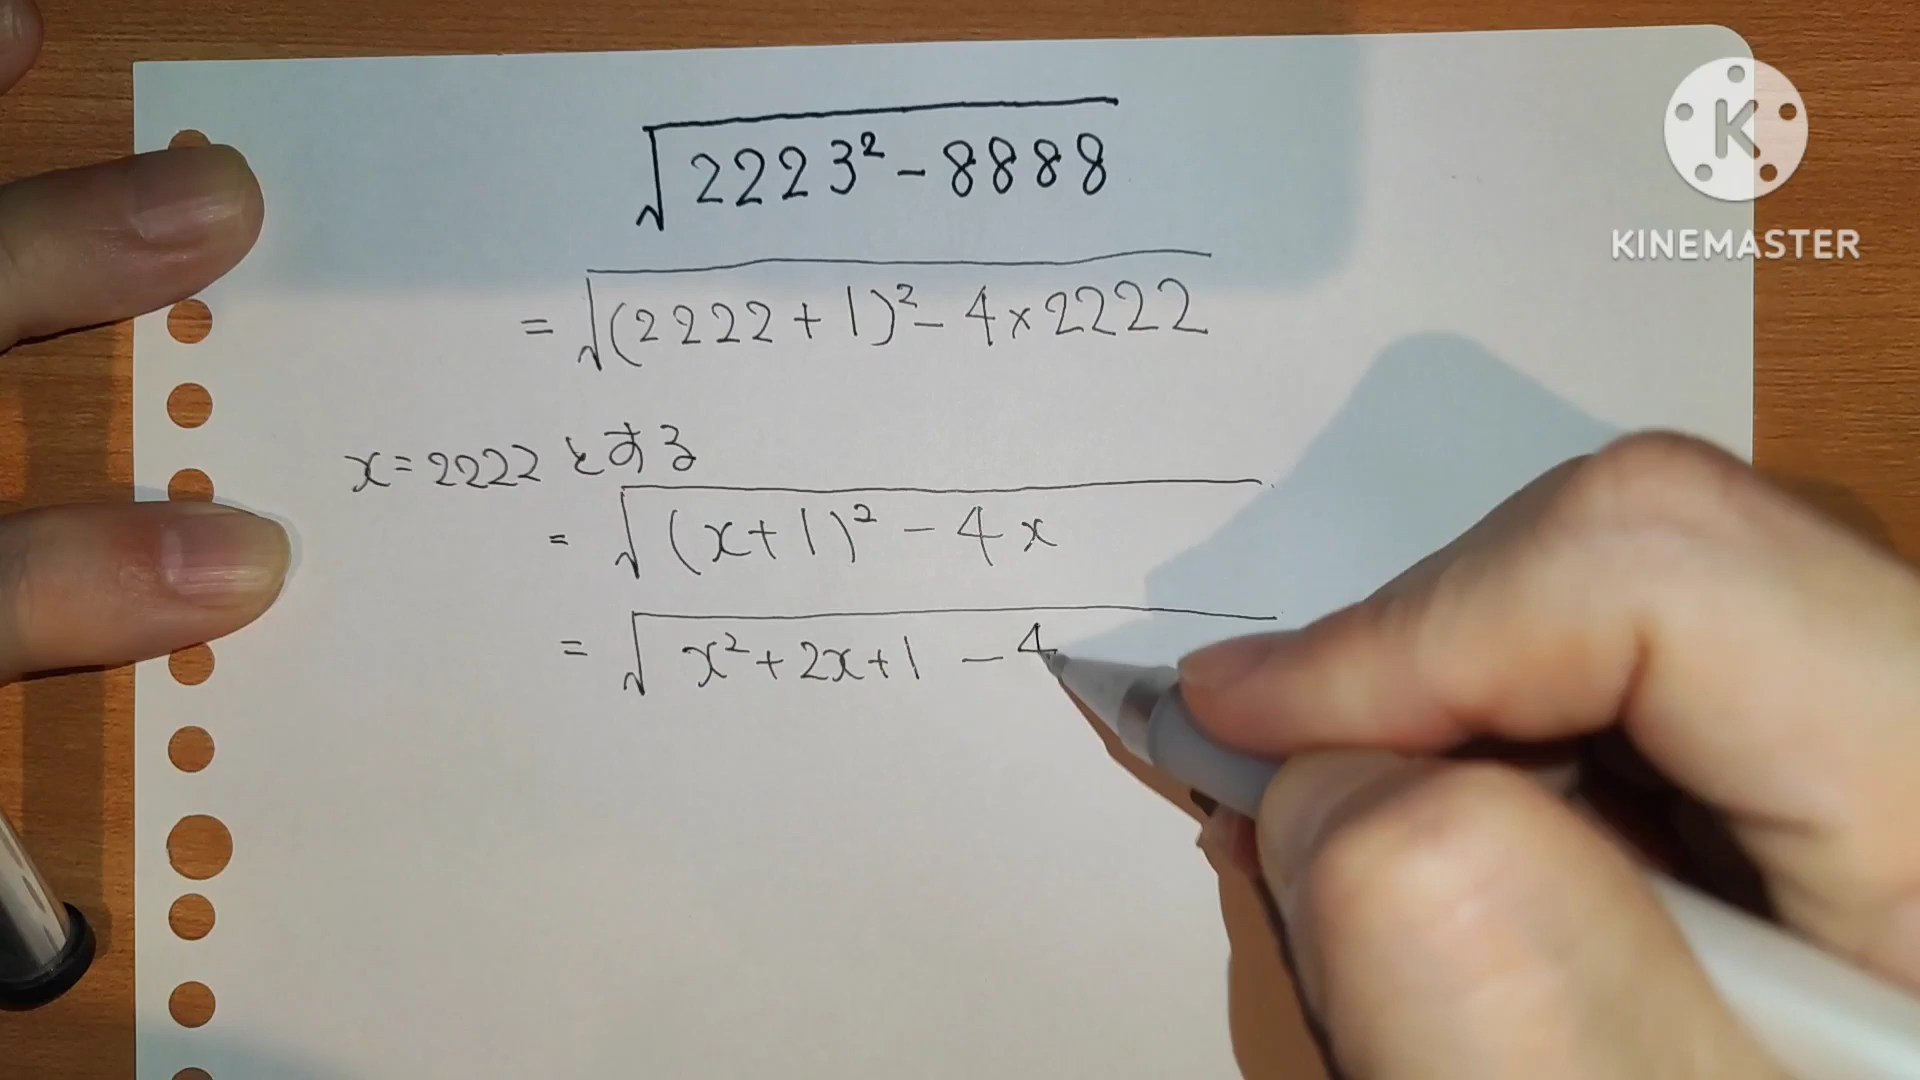 √2223² - 8888
= √(2222 + 1)² - 4 × 2222
x = 2222 とする
= √(x + 1)² - 4x
= √x² + 2x + 1 - 4
K
KINEMASTER